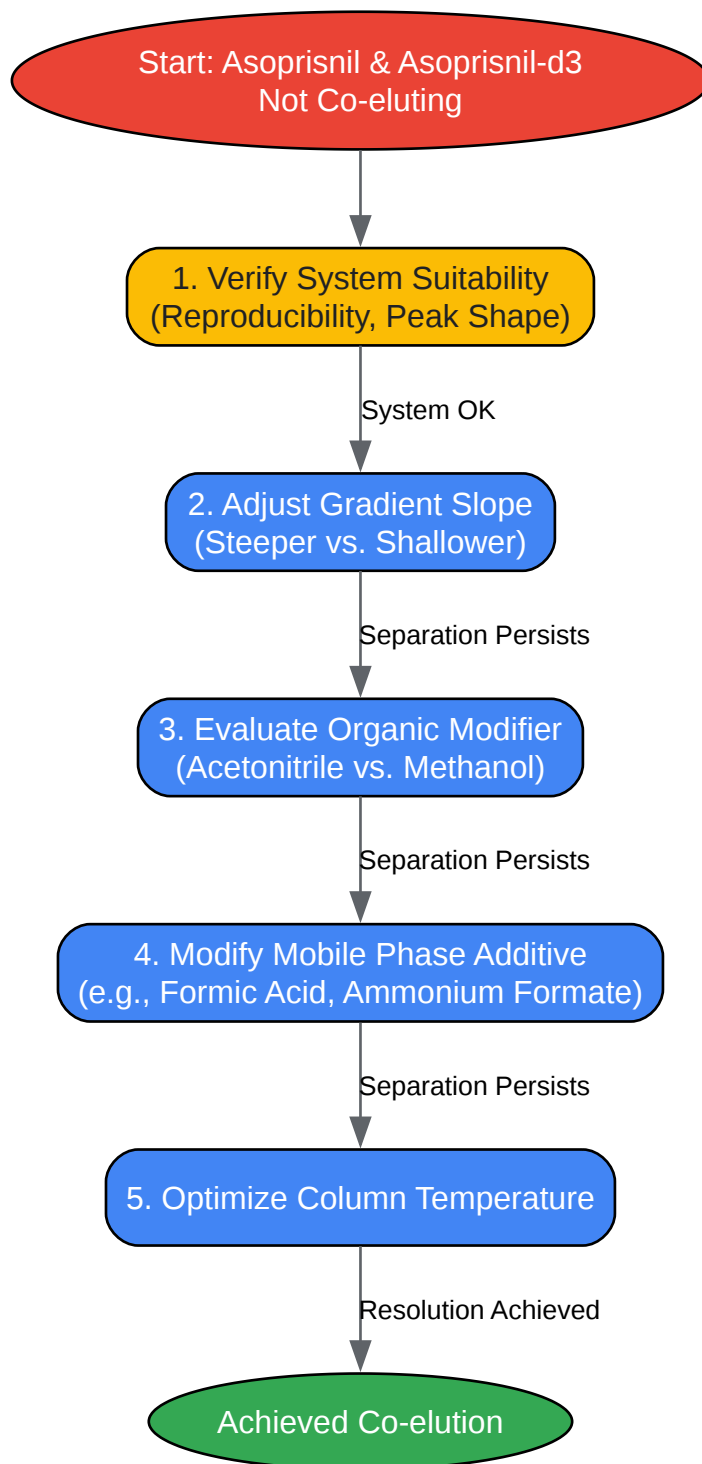 Start: Asoprisnil & Asoprisnil-d3
Not Co-eluting
1. Verify System Suitability
(Reproducibility, Peak Shape)
System OK
2. Adjust Gradient Slope
(Steeper vs. Shallower)
Separation Persists
3. Evaluate Organic Modifier
(Acetonitrile vs. Methanol)
Separation Persists
4. Modify Mobile Phase Additive
(e.g., Formic Acid, Ammonium Formate)
Separation Persists
5. Optimize Column Temperature
Resolution Achieved
Achieved Co-elution